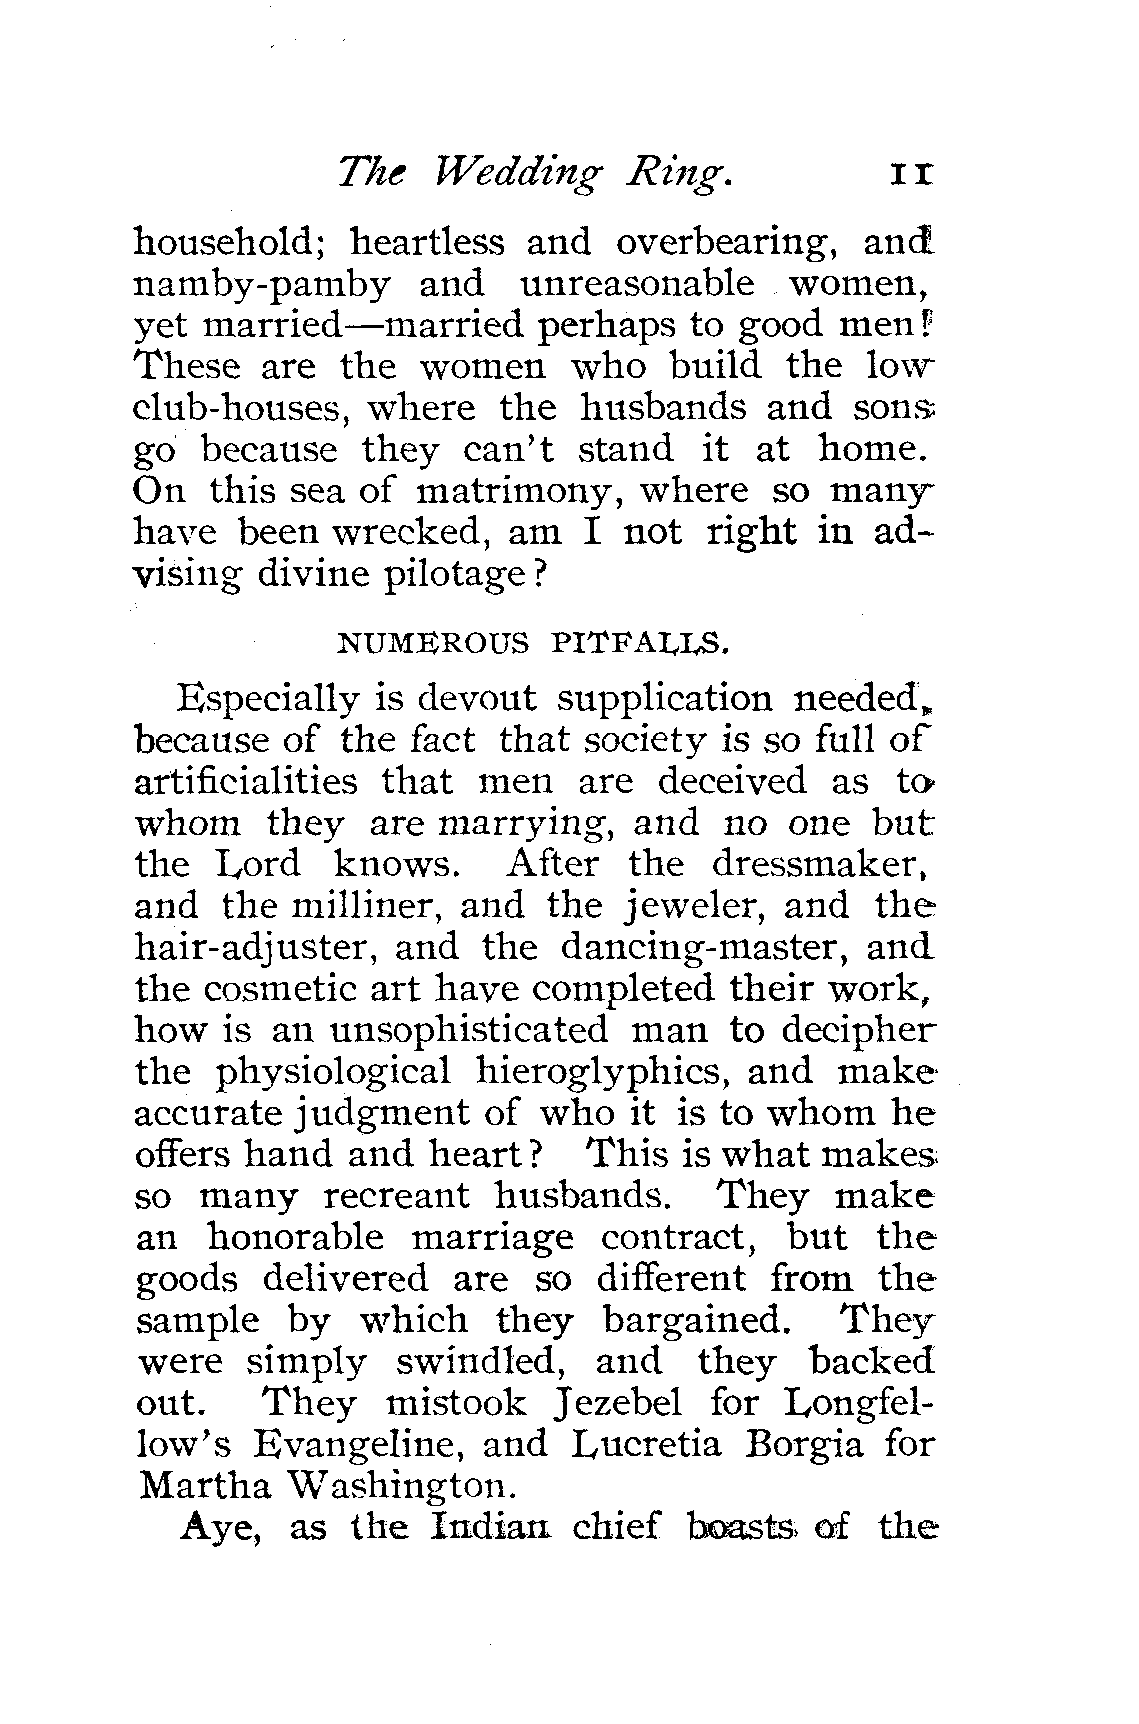 The Wedding Ring. 11
household; heartless and overbearing, and
namby-pamby and unreasonable women,
yet married—married perhaps to good men!
These are the women who build the low
club-houses, where the husbands and sons
go because they can't stand it at home.
On this sea of matrimony, where so many
have been wrecked, am I not right in ad-
vising divine pilotage?
NUMEROUS PITFALLS.
Especially is devout supplication needed,
because of the fact that society is so full of
artificialities that men are deceived as to
whom they are marrying, and no one but
the Lord knows. After the dressmaker,
and the milliner, and the jeweler, and the
hair-adjuster, and the dancing-master, and
the cosmetic art have completed their work,
how is an unsophisticated man to decipher
the physiological hieroglyphics, and make
accurate judgment of who it is to whom he
offers hand and heart? This is what makes
so many recreant husbands. They make
an honorable marriage contract, but the
goods delivered are so different from the
sample by which they bargained. They
were simply swindled, and they backed
out. They mistook Jezebel for Longfel-
low's Evangeline, and Lucretia Borgia for
Martha Washington.
Aye, as the Indian chief boasts of the